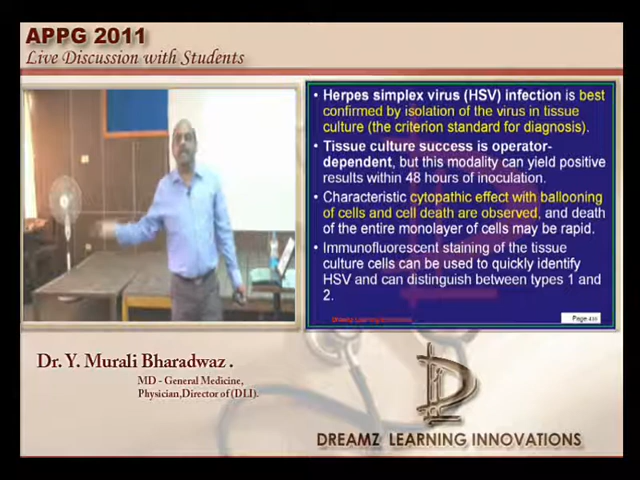 APPG 2011
Live Discussion with Students
• Herpes simplex virus (HSV) infection is best
confirmed by isolation of the virus in tissue
culture (the criterion standard for diagnosis).
• Tissue culture success is operator-
dependent, but this modality can yield positive
results within 48 hours of inoculation.
• Characteristic cytopathic effect with ballooning
of cells and cell death are observed, and death
of the entire monolayer of cells may be rapid.
• Immunofluorescent staining of the tissue
culture cells can be used to quickly identify
HSV and can distinguish between types 1 and
2.
Dreamz Learning
Page
Dr. Y. Murali Bharadwaz .
MD - General Medicine,
Physician,Director of (DLI).
DREAMZ LEARNING INNOVATIONS